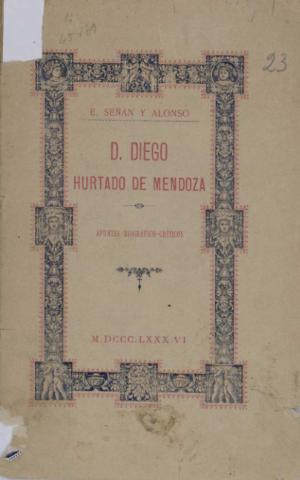 23
E. SEÑÁN Y ALONSO
D. DIEGO
HURTADO DE MENDOZA
APUNTES BIOGRÁFICO-CRÍTICOS
M.DCCC.LXXX.VI